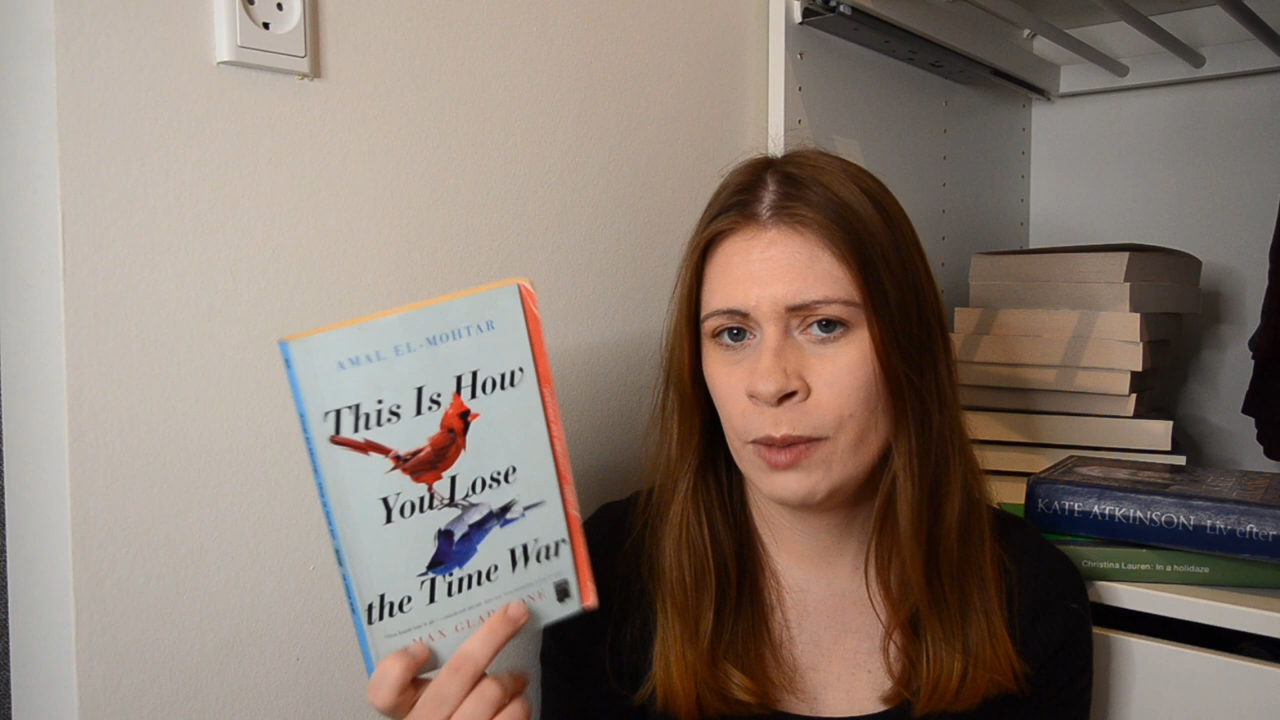 AMAL EL-MOHTAR
This Is How
You Lose
the Time War
MAX
KATE ATKINSON Liv efter
Christina Lauren: In a holidaze